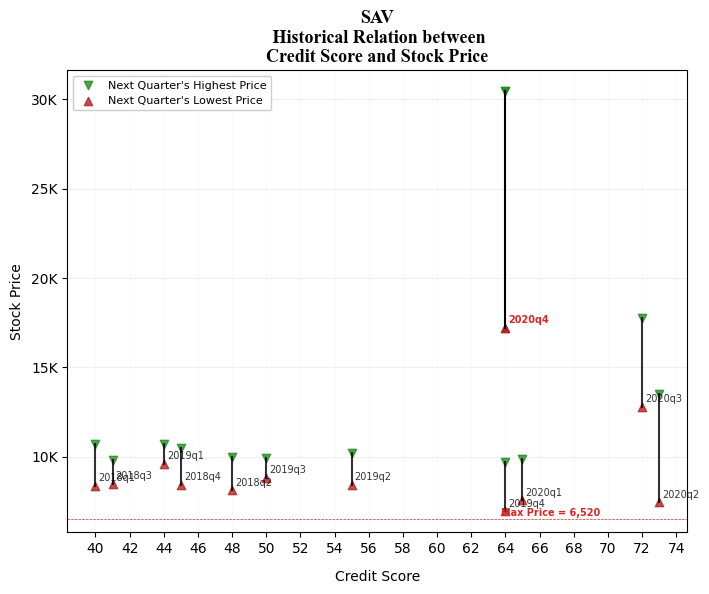 SAV
Historical Relation between
Credit Score and Stock Price
Next Quarter's Highest Price
Next Quarter's Lowest Price
30K
25K
20K
15K
10K
Stock Price
2020q4
2020q3
2019q1
2018q1
2018q3
2018q4
2018q2
2019q3
2019q2
2020q1
2019q4
2020q2
Max Price = 6,520
40 42 44 46 48 50 52 54 56 58 60 62 64 66 68 70 72 74
Credit Score